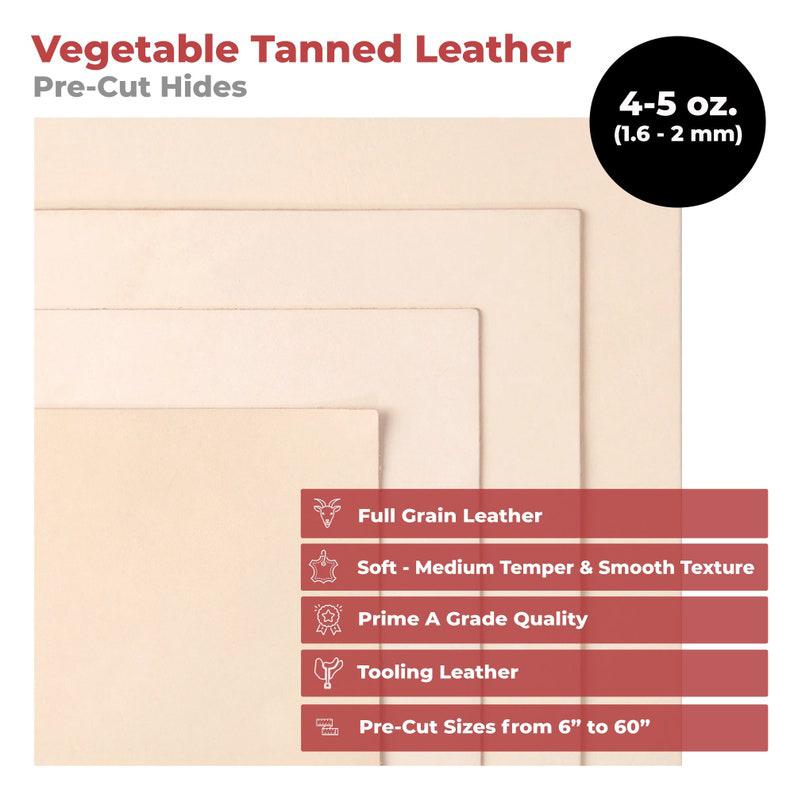 Vegetable Tanned Leather
Pre-Cut Hides
4-5 oz.
(1.6 - 2 mm)
Full Grain Leather
Soft - Medium Temper & Smooth Texture
Prime A Grade Quality
Tooling Leather
Pre-Cut Sizes from 6” to 60”